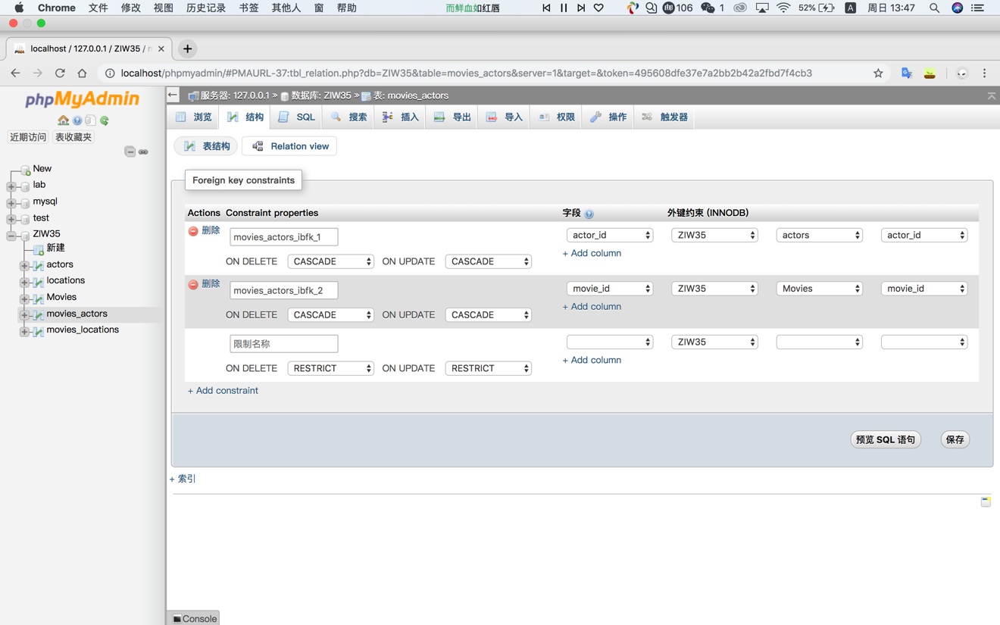 Chrome 文件 修改 视图 历史记录 书签 其他人 窗 帮助 而鲜血如红唇 106 1 52% A 周日 13:47
localhost / 127.0.0.1 / ZIW35 /
localhost/phpmyadmin/#PMAURL-37:tbl_relation.php?db=ZIW35&table=movies_actors&server=1&target=&token=495608dfe37e7a2bb2b42a2fbd7f4cb3
phpMyAdmin
近期访问 表收藏夹
New
lab
mysql
test
ZIW35
新建
actors
locations
Movies
movies_actors
movies_locations
服务器: 127.0.0.1 » 数据库: ZIW35 » 表: movies_actors
浏览 结构 SQL 搜索 插入 导出 导入 权限 操作 触发器
表结构 Relation view
Foreign key constraints
Actions Constraint properties 字段 外键约束 (INNODB)
删除 movies_actors_ibfk_1 actor_id ZIW35 actors actor_id
+ Add column
ON DELETE CASCADE ON UPDATE CASCADE
删除 movies_actors_ibfk_2 movie_id ZIW35 Movies movie_id
+ Add column
ON DELETE CASCADE ON UPDATE CASCADE
限制名称 ZIW35
+ Add column
ON DELETE RESTRICT ON UPDATE RESTRICT
+ Add constraint
预览 SQL 语句 保存
+ 索引
Console